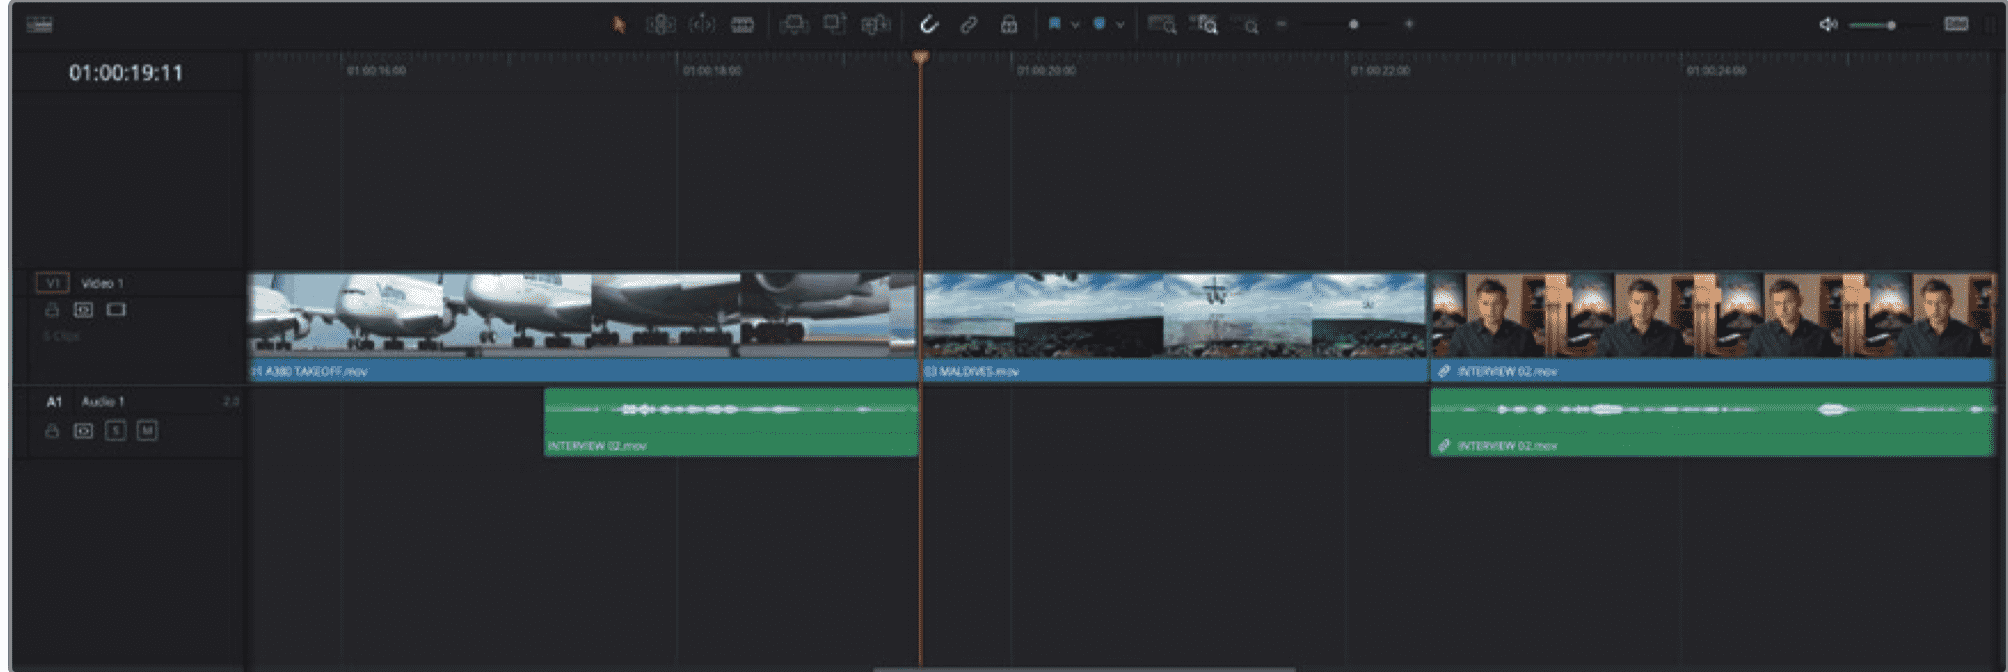 01:00:19:11
01:00:16:00
01:00:18:00
01:00:20:00
01:00:22:00
01:00:24:00
V1 Video 1
5 Clips
01 A380 TAKEOFF.mov
03 MALDIVES.mov
INTERVIEW 02.mov
A1 Audio 1 2.0
S M
INTERVIEW 02.mov
INTERVIEW 02.mov